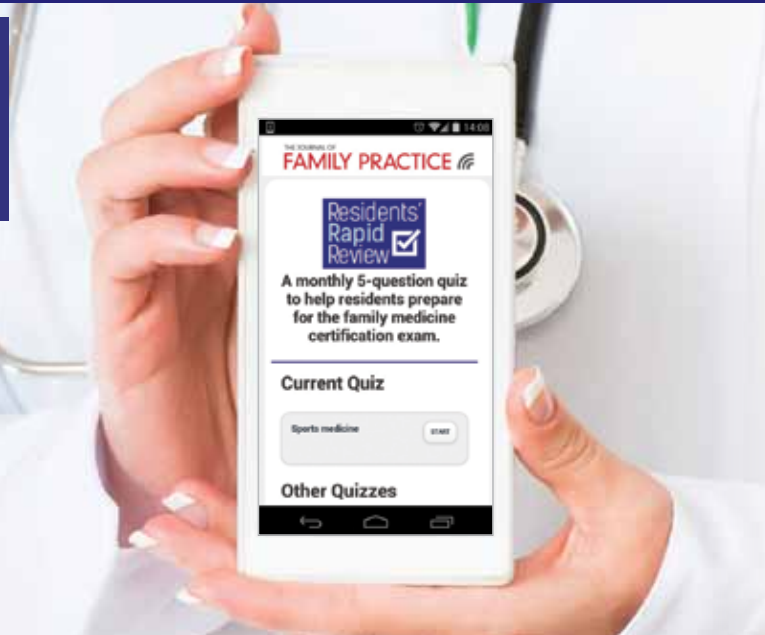 14:08
THE JOURNAL OF
FAMILY PRACTICE
Residents'
Rapid
Review
A monthly 5-question quiz
to help residents prepare
for the family medicine
certification exam.
Current Quiz
Sports medicine START
Other Quizzes